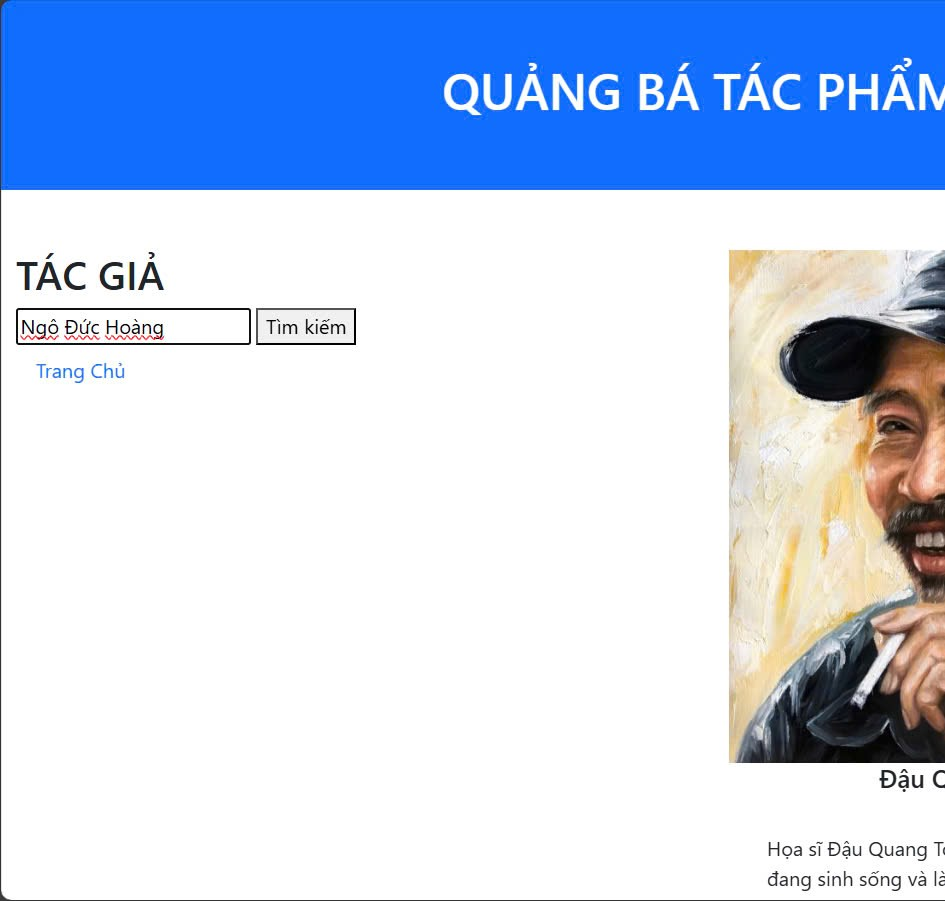 QUẢNG BÁ TÁC PHẨM
TÁC GIẢ
Ngô Đức Hoàng
Tìm kiếm
Trang Chủ
Đậu
Họa sĩ Đậu Quang
đang sinh sống và